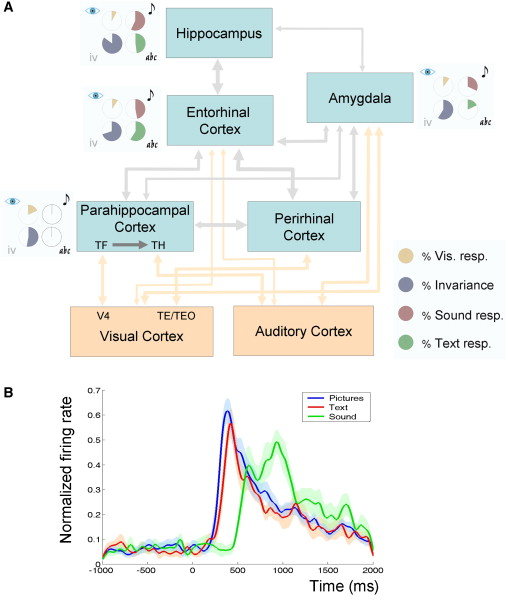 A
Hippocampus
abc
iv
Entorhinal
Cortex
abc
iv
Amygdala
abc
iv
Parahippocampal
Cortex
TF
TH
abc
iv
Perirhinal
Cortex
V4
TE/TEO
Visual Cortex
Auditory Cortex
% Vis. resp.
% Invariance
% Sound resp.
% Text resp.
B
Normalized firing rate
0.7
0.6
0.5
0.4
0.3
0.2
0.1
0
-1000
-500
0
500
1000
1500
2000
Time (ms)
Pictures
Text
Sound